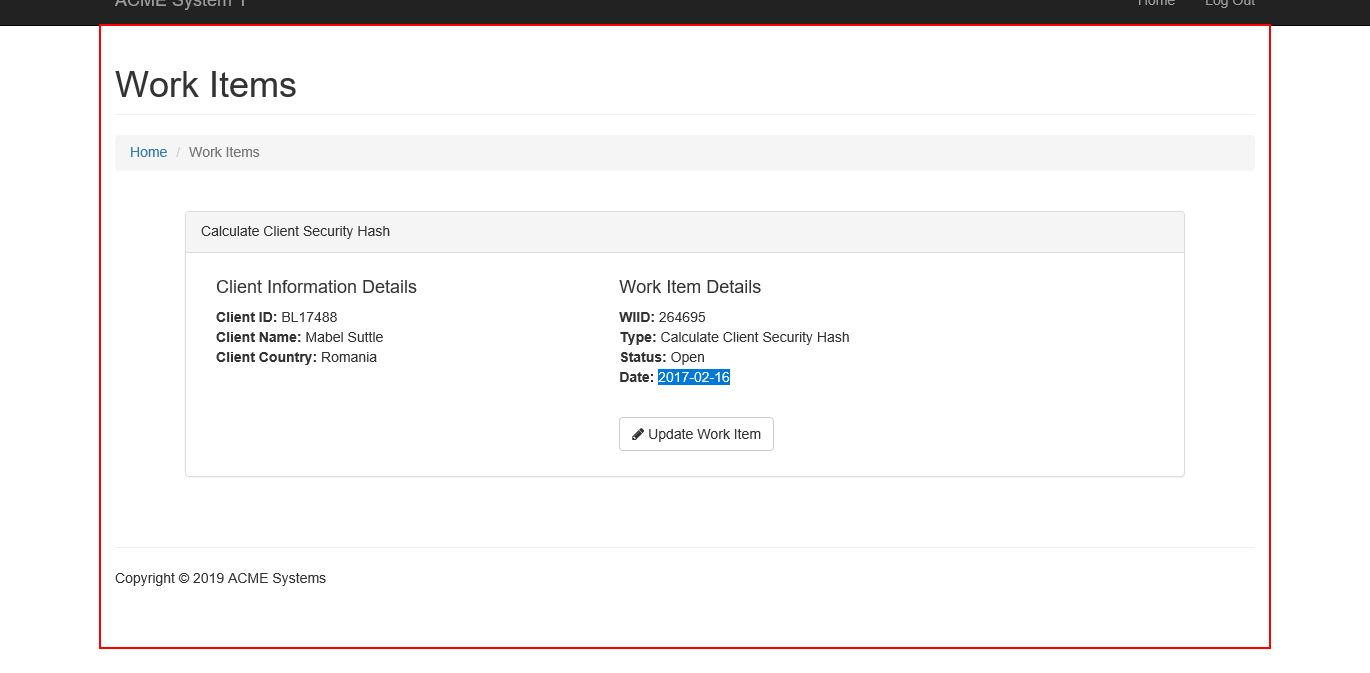 ACME System 1
Home Log Out
Work Items
Home / Work Items
Calculate Client Security Hash
Client Information Details
Client ID: BL17488
Client Name: Mabel Suttle
Client Country: Romania
Work Item Details
WIID: 264695
Type: Calculate Client Security Hash
Status: Open
Date: 2017-02-16
Update Work Item
Copyright © 2019 ACME Systems